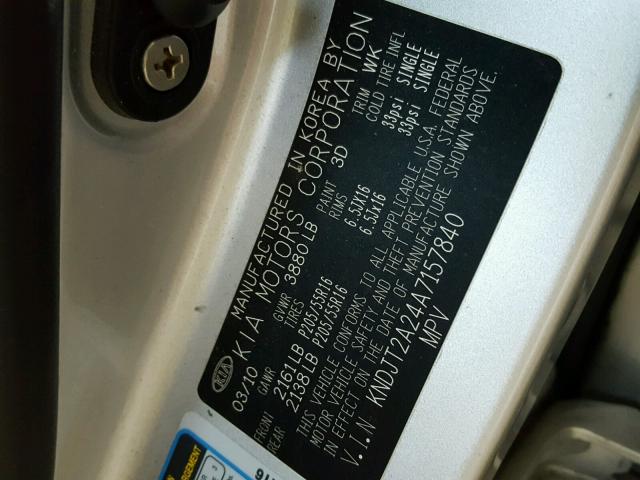 KIA
MANUFACTURED IN KOREA BY
KIA MOTORS CORPORATION
03/10 GVWR 3880LB PAINT 3D TRIM WK
GAWR TIRES RIMS COLD TIRE INFL
FRONT 2161LB P205/55R16 6.5JX16 33psi SINGLE
REAR 2138LB P205/55R16 6.5JX16 33psi SINGLE
THIS VEHICLE CONFORMS TO ALL APPLICABLE U.S.A. FEDERAL
MOTOR VEHICLE SAFETY AND THEFT PREVENTION STANDARDS
IN EFFECT ON THE DATE OF MANUFACTURE SHOWN ABOVE.
V.I.N. KNDJT2A24A7157840
MPV